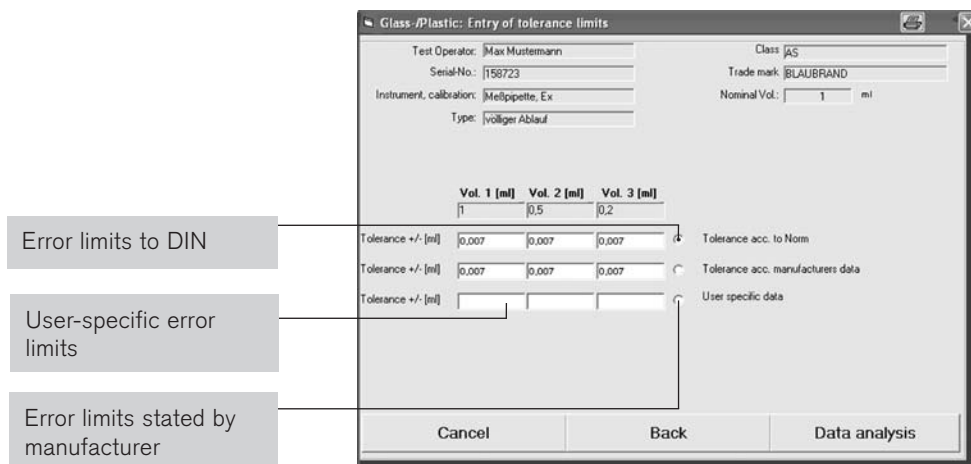 Glass-/Plastic: Entry of tolerance limits
Test Operator: Max Mustermann
Class AS
Serial-No.: 158723
Trade mark BLAUBRAND
Instrument, calibration: Meßpipette, Ex
Nominal Vol.: 1 ml
Type: völliger Ablauf
Vol. 1 [ml] Vol. 2 [ml] Vol. 3 [ml]
1 0,5 0,2
Error limits to DIN
Tolerance +/- [ml] 0,007 0,007 0,007 Tolerance acc. to Norm
Tolerance +/- [ml] 0,007 0,007 0,007 Tolerance acc. manufacturers data
Tolerance +/- [ml] User specific data
User-specific error
limits
Error limits stated by
manufacturer
Cancel Back Data analysis